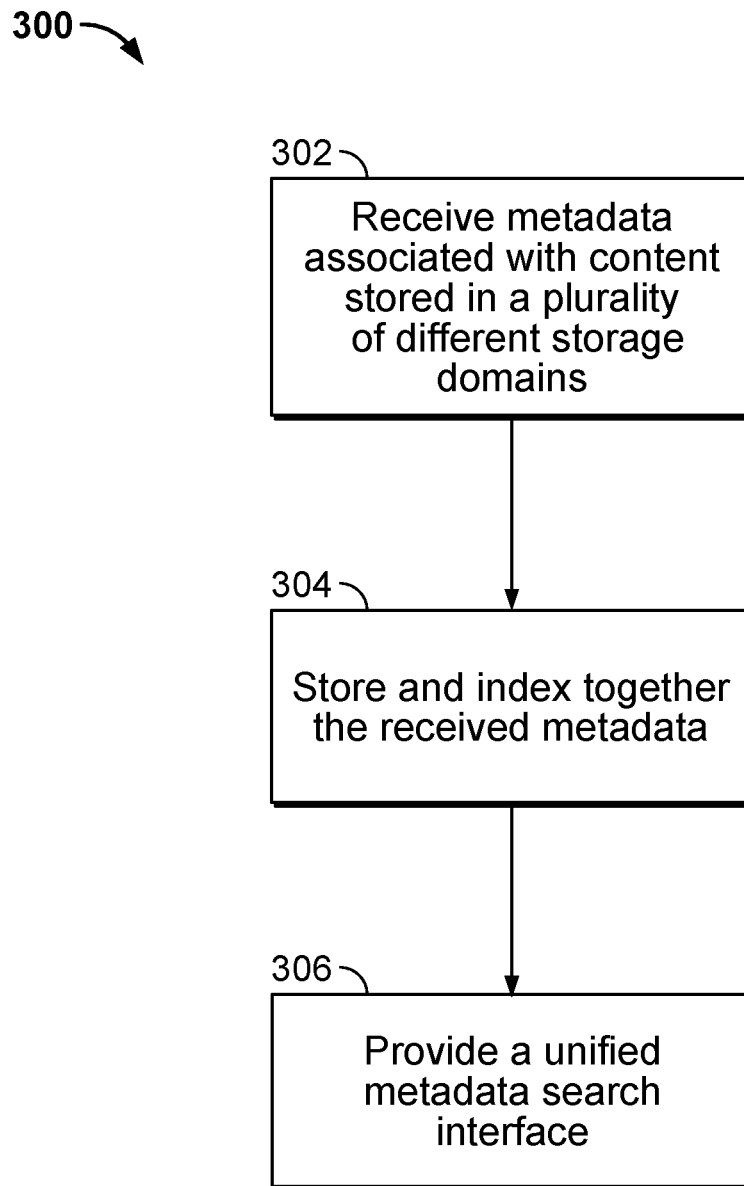 300
302
Receive metadata
associated with content
stored in a plurality
of different storage
domains
304
Store and index together
the received metadata
306
Provide a unified
metadata search
interface